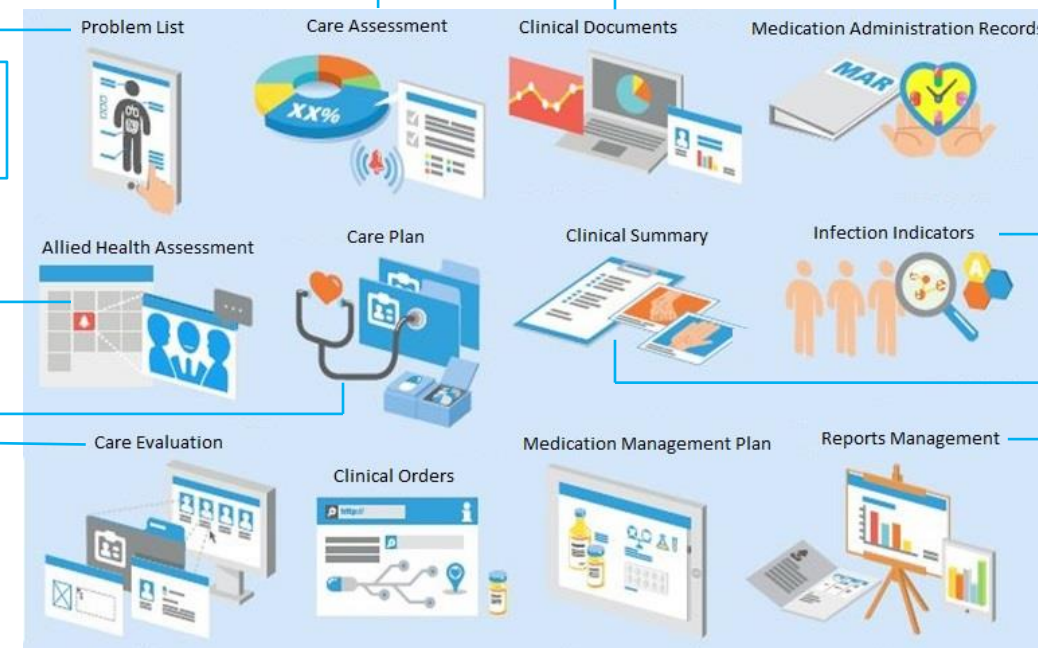 Problem List
Care Assessment
Clinical Documents
Medication Administration Records
XX%
MAR
Allied Health Assessment
Care Plan
Clinical Summary
Infection Indicators
A
Care Evaluation
Clinical Orders
Medication Management Plan
Reports Management
http://